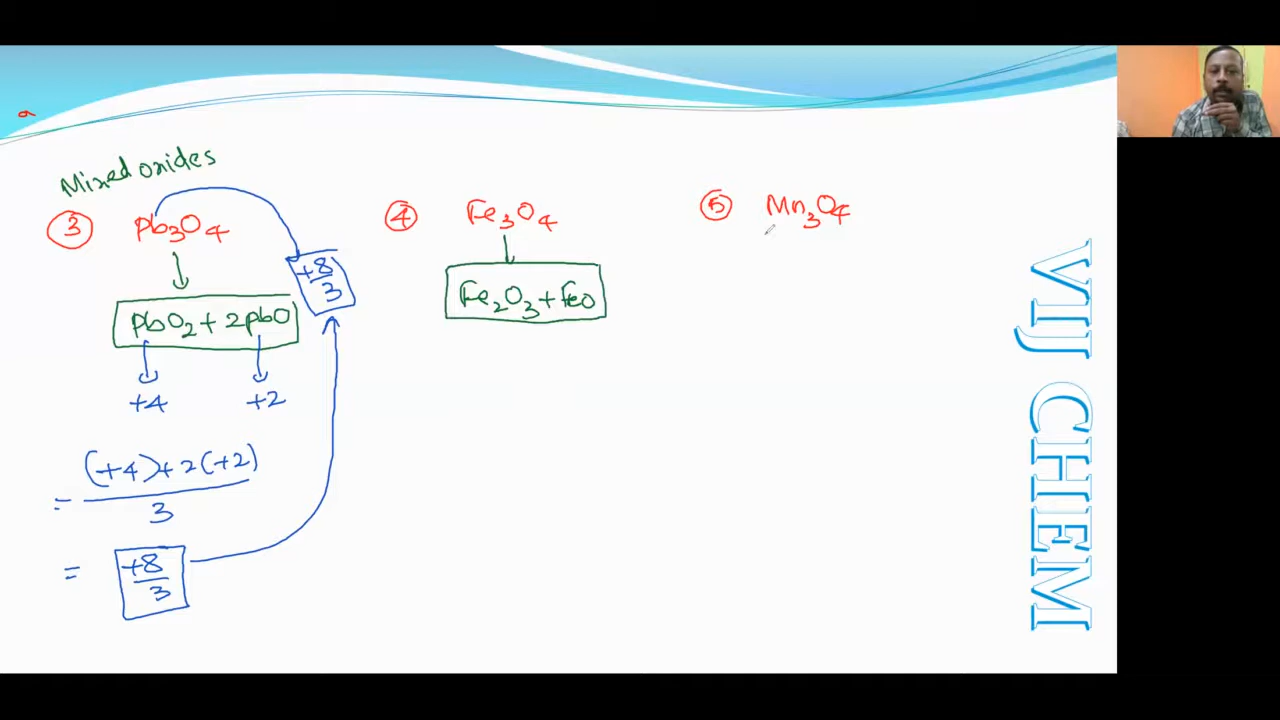 a
Mixed oxides
③ Pb₃O₄
+8/3
PbO₂ + 2pbO
+4 +2
= (+4)+2(+2)/3
= +8/3
④ Fe₃O₄
Fe₂O₃ + FeO
⑤ Mn₃O₄
VIJ CHEM